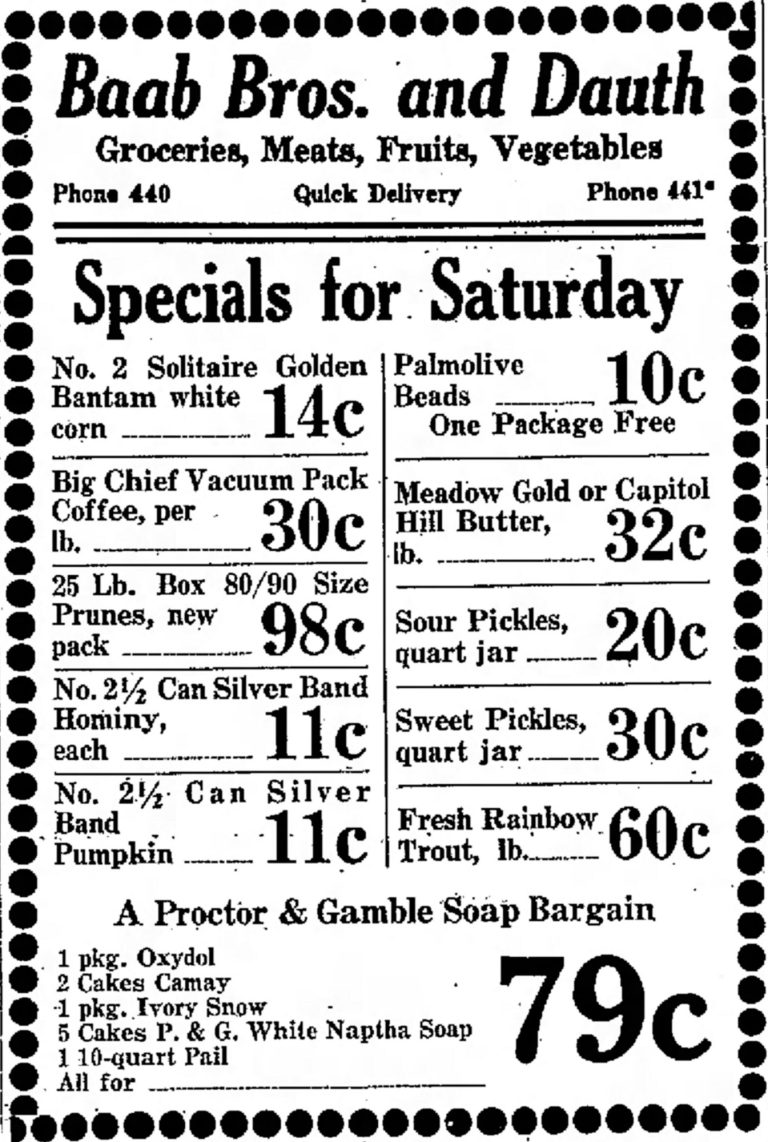 Baab Bros. and Dauth
Groceries, Meats, Fruits, Vegetables
Phone 440 Quick Delivery Phone 441
Specials for Saturday
No. 2 Solitaire Golden
Bantam white
corn 14c
Big Chief Vacuum Pack
Coffee, per
lb. 30c
25 Lb. Box 80/90 Size
Prunes, new
pack 98c
No. 2½ Can Silver Band
Hominy,
each 11c
No. 2½ Can Silver
Band
Pumpkin 11c
Palmolive
Beads 10c
One Package Free
Meadow Gold or Capitol
Hill Butter,
lb. 32c
Sour Pickles,
quart jar 20c
Sweet Pickles,
quart jar 30c
Fresh Rainbow
Trout, lb. 60c
A Proctor & Gamble Soap Bargain
1 pkg. Oxydol
2 Cakes Camay
1 pkg. Ivory Snow
5 Cakes P. & G. White Naptha Soap
1 10-quart Pail
All for 79c